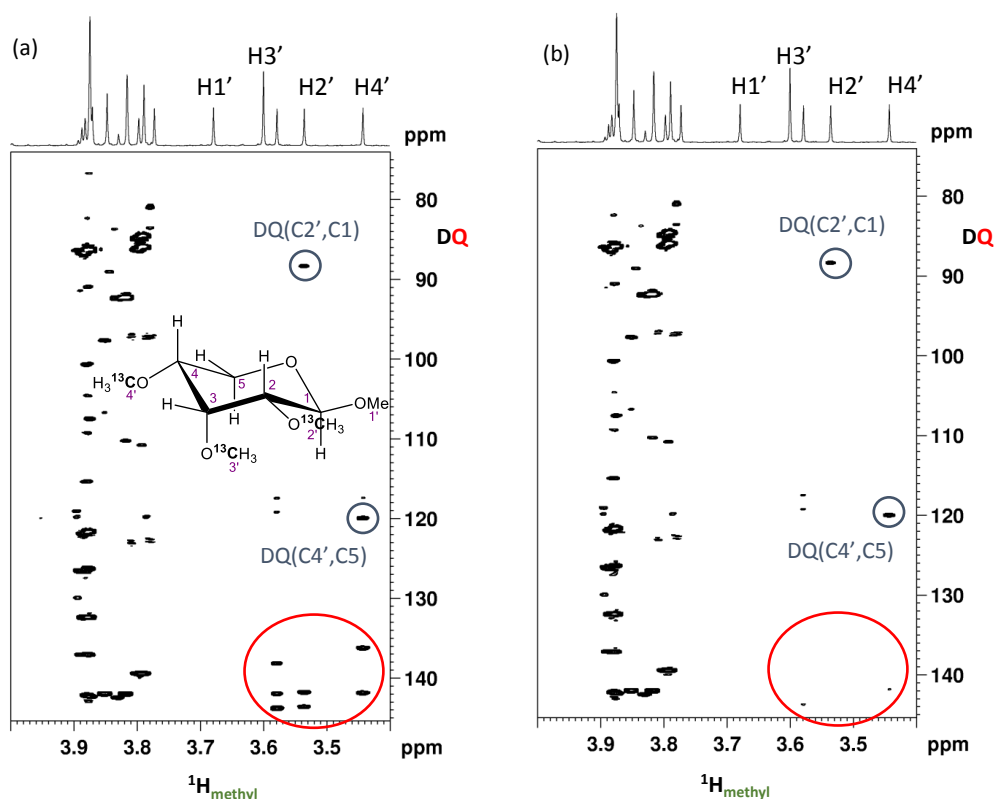 (a)
H1’ H3’ H2’ H4’
ppm
80
DQ
DQ(C2’,C1)
90
100
110
120
130
140
ppm
H
H
H
O
4
5
2
1
H3¹³CO
4'
OMe
1'
3
H
H
O¹³CH3
2'
H
O¹³CH3
3'
DQ(C4’,C5)
3.9 3.8 3.7 3.6 3.5
¹Hmethyl
(b)
H1’ H3’ H2’ H4’
ppm
80
DQ
DQ(C2’,C1)
90
100
110
120
DQ(C4’,C5)
130
140
ppm
3.9 3.8 3.7 3.6 3.5
¹Hmethyl